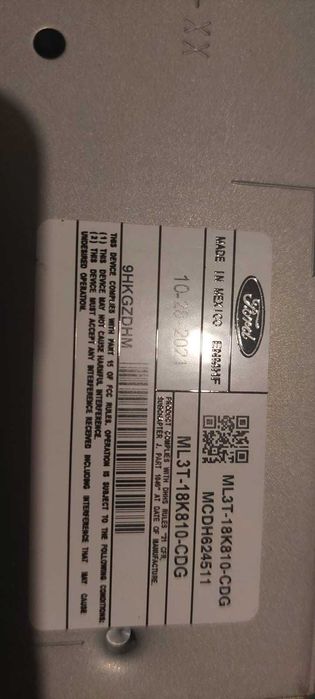 XX
Ford
ML3T-18K810-CDG
MCDH624511
MADE IN MEXICO
10-28-2021
ML3T-18K810-CDG
PRODUCT COMPLIES WITH DHHS RULES "21 CFR,
SUBCHAPTER J, PART 1040" AT DATE OF MANUFACTURE.
9HKGZDHM
THIS DEVICE COMPLIES WITH PART 15 OF FCC RULES, OPERATION IS SUBJECT TO THE FOLLOWING CONDITIONS:
(1) THIS DEVICE MAY NOT CAUSE HARMFUL INTERFERENCE.
(2) THIS DEVICE MUST ACCEPT ANY INTERFERENCE RECEIVED INCLUDING INTERFERENCE THAT MAY CAUSE
UNDESIRED OPERATION.